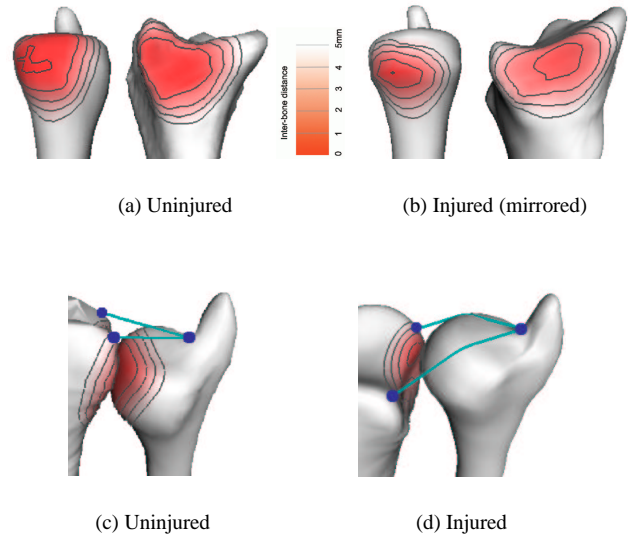 Inter-bone distance
5mm
4
3
2
1
0
(a) Uninjured
(b) Injured (mirrored)
(c) Uninjured
(d) Injured